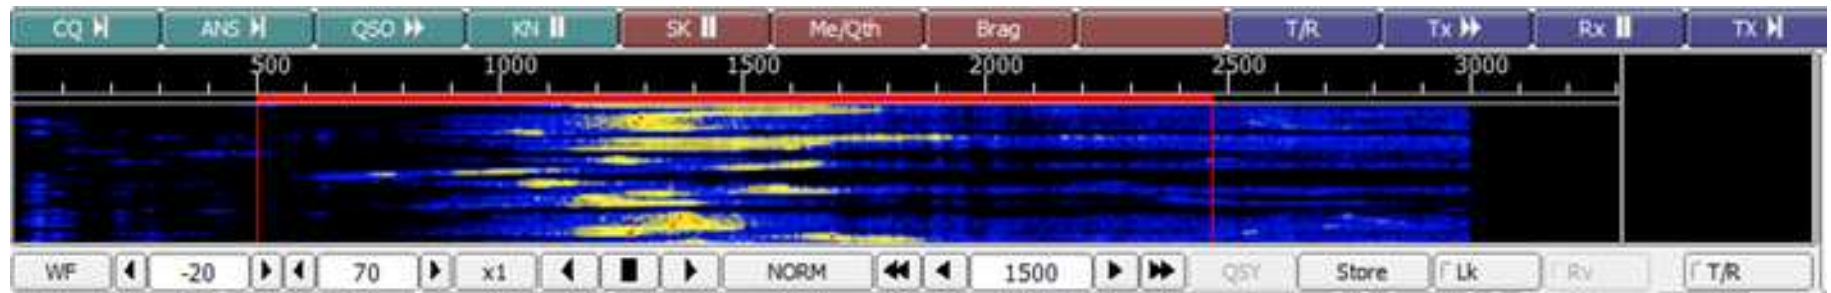 CQ ANS QSO KN SK Me/Qth Brag T/R Tx Rx TX
500 1000 1500 2000 2500 3000
WF -20 70 x1 NORM 1500 QSY Store Lk Rv T/R